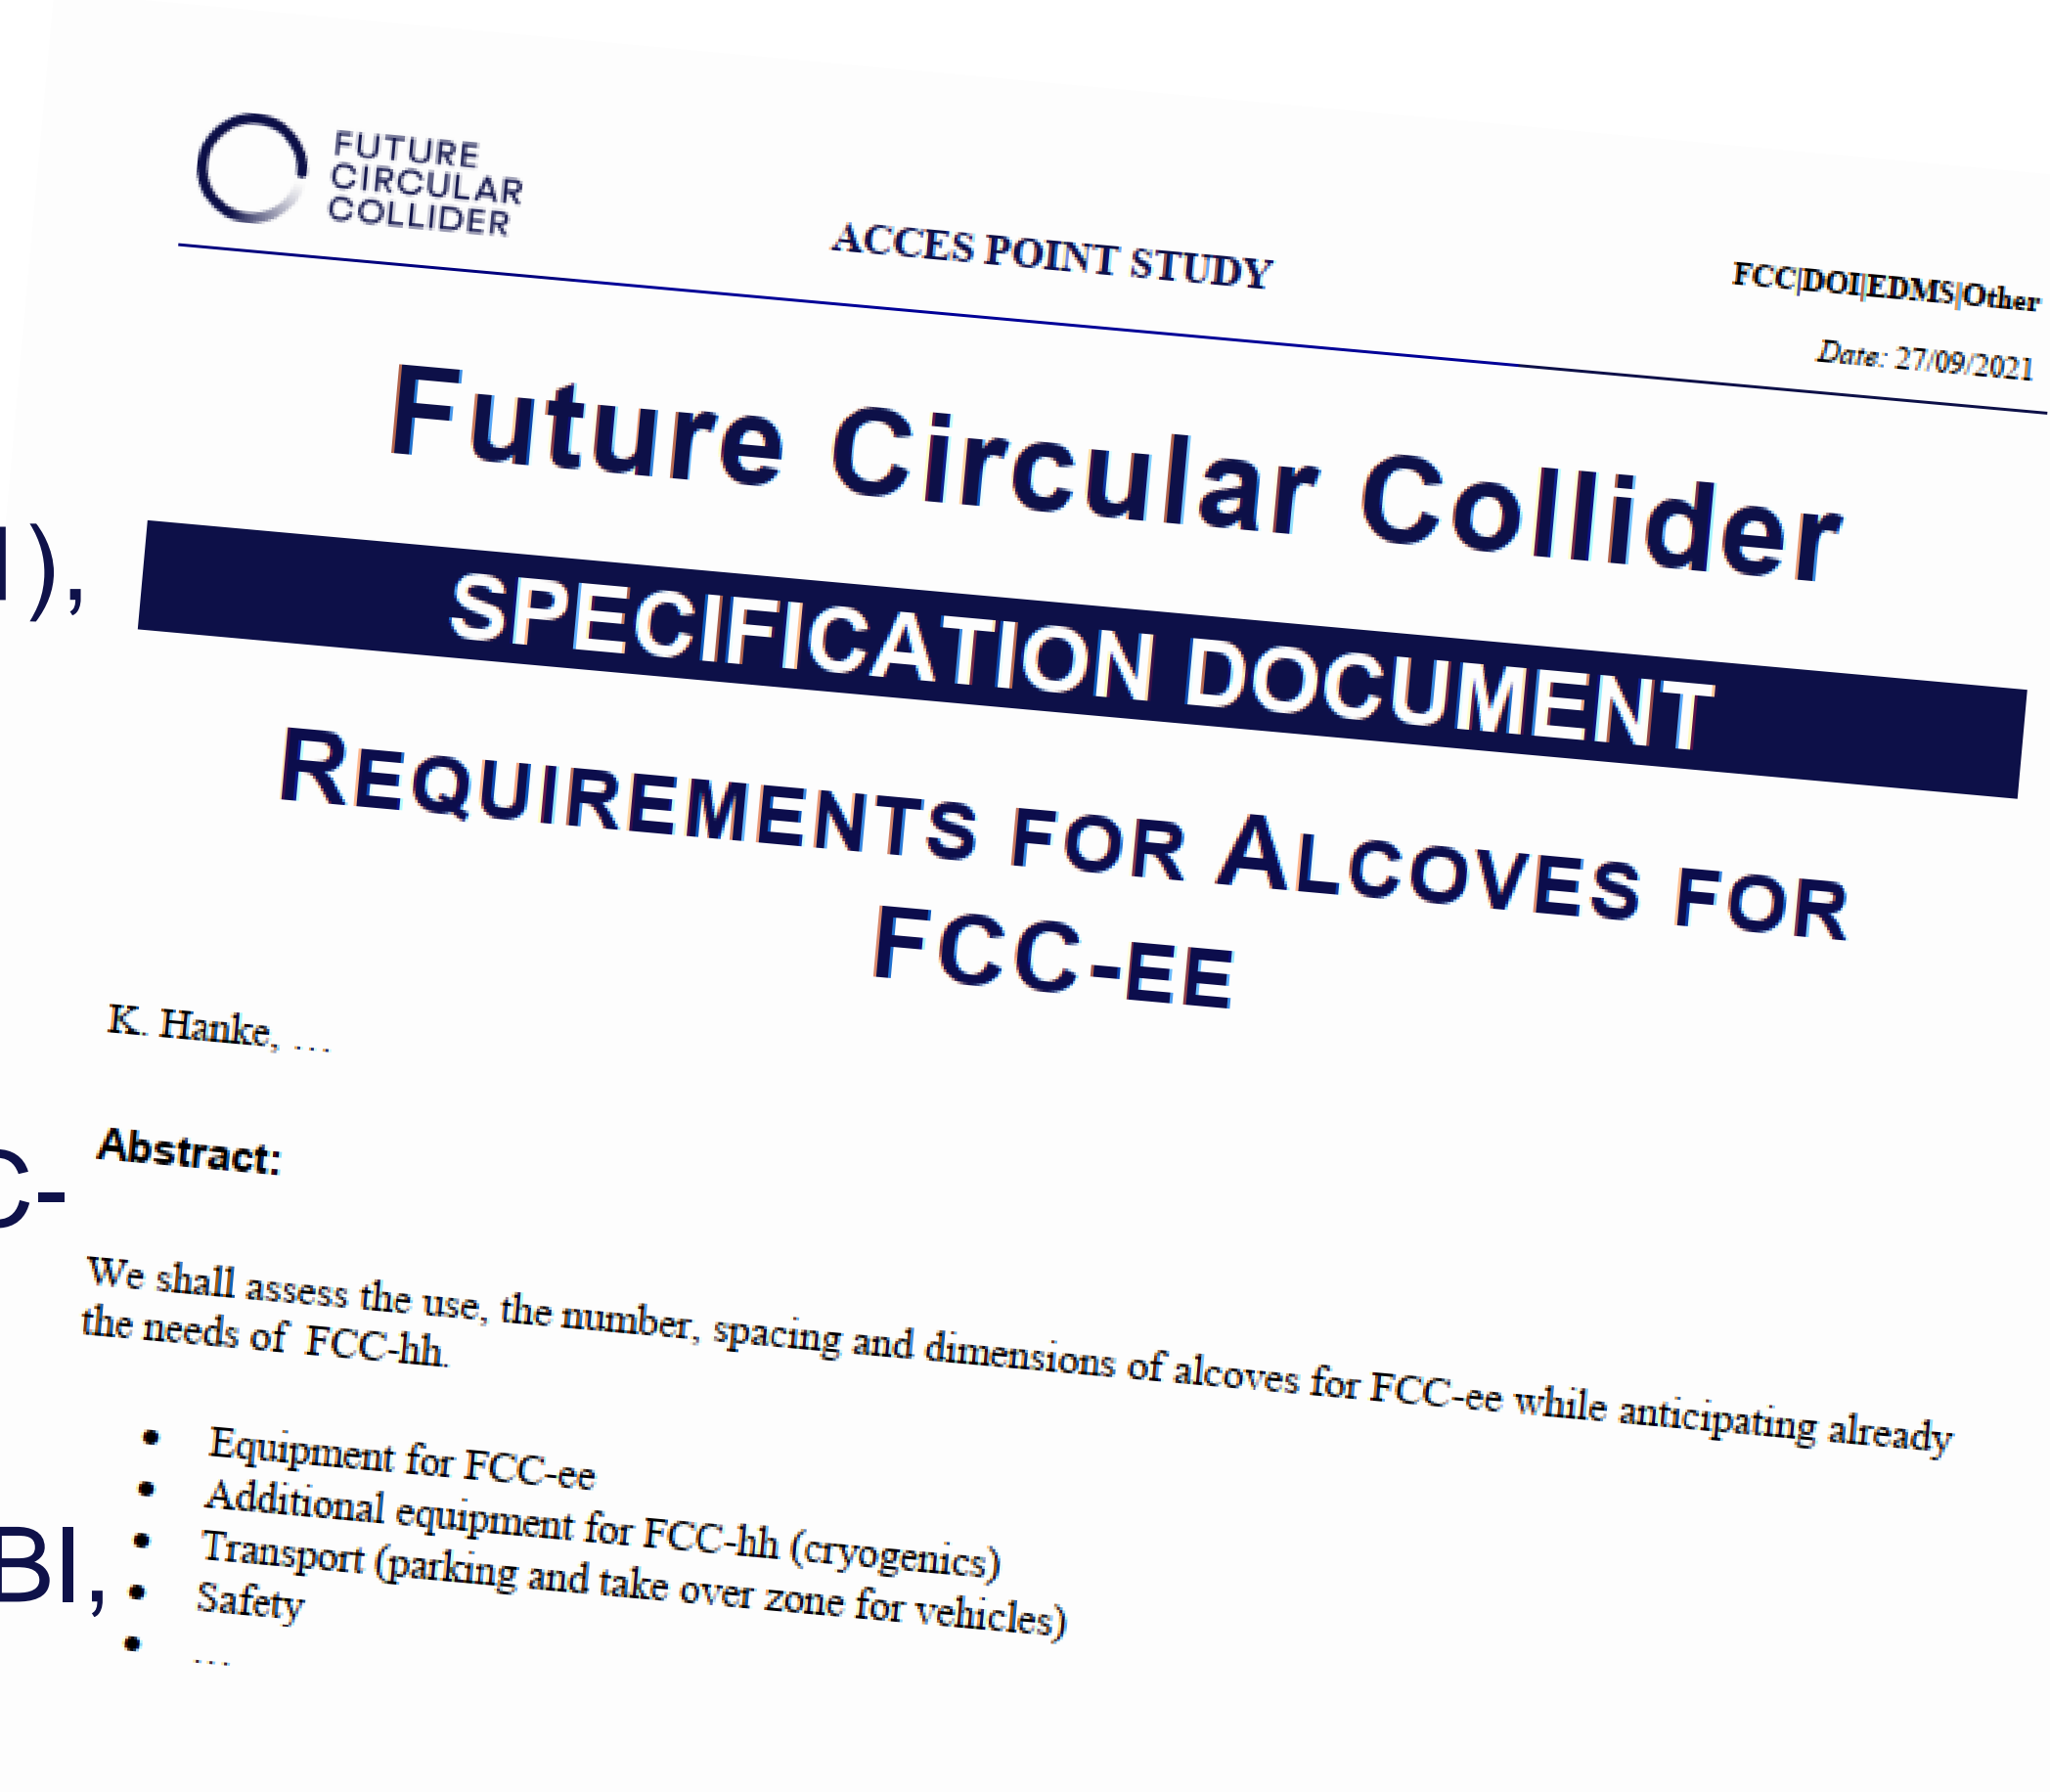 FUTURE
CIRCULAR
COLLIDER
ACCES POINT STUDY
FCC|DOI|EDMS|Other
Date: 27/09/2021
Future Circular Collider
),
SPECIFICATION DOCUMENT
REQUIREMENTS FOR ALCOVES FOR
FCC-EE
K. Hanke, …
Abstract:
C-
We shall assess the use, the number, spacing and dimensions of alcoves for FCC-ee while anticipating already
the needs of FCC-hh.
• Equipment for FCC-ee
• Additional equipment for FCC-hh (cryogenics)
• Transport (parking and take over zone for vehicles)
BI,
• Safety
• …